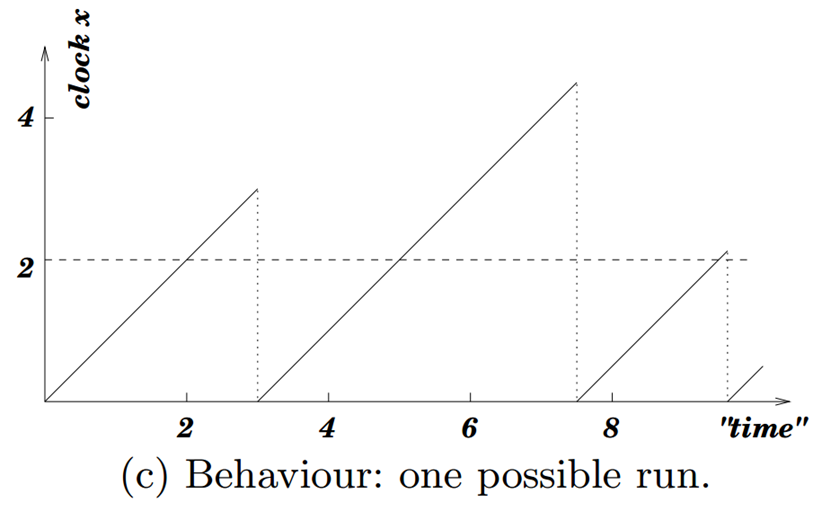 clock x
4
2
2 4 6 8 "time"
(c) Behaviour: one possible run.